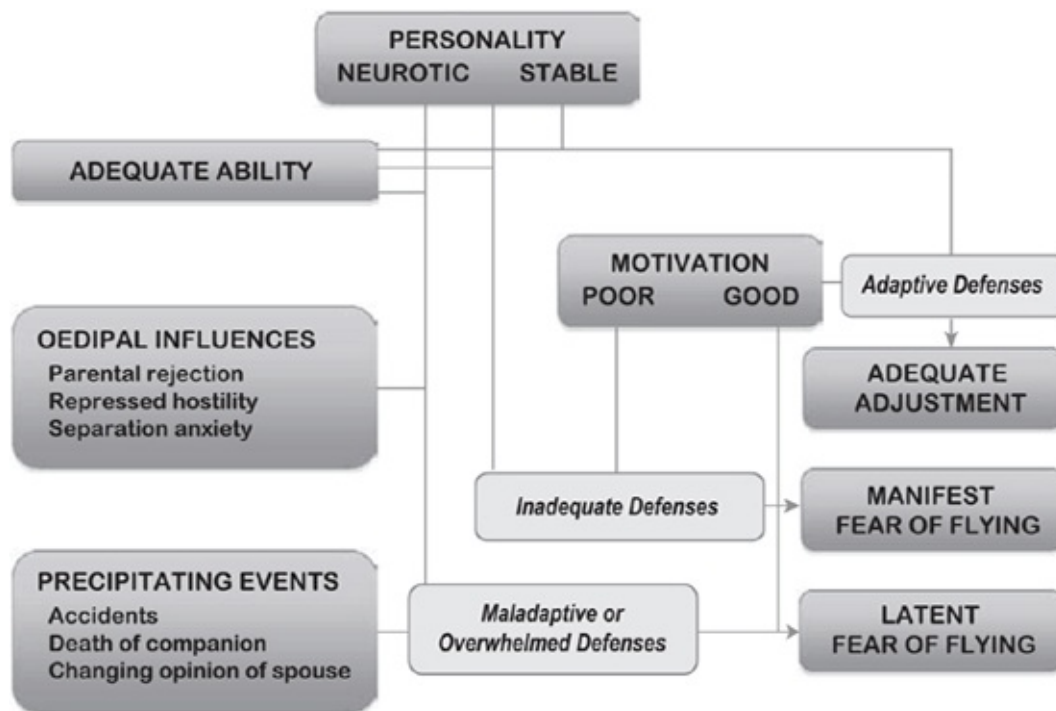 PERSONALITY
NEUROTIC STABLE
ADEQUATE ABILITY
MOTIVATION
POOR GOOD
Adaptive Defenses
OEDIPAL INFLUENCES
Parental rejection
Repressed hostility
Separation anxiety
ADEQUATE
ADJUSTMENT
Inadequate Defenses
MANIFEST
FEAR OF FLYING
PRECIPITATING EVENTS
Accidents
Death of companion
Changing opinion of spouse
Maladaptive or
Overwhelmed Defenses
LATENT
FEAR OF FLYING